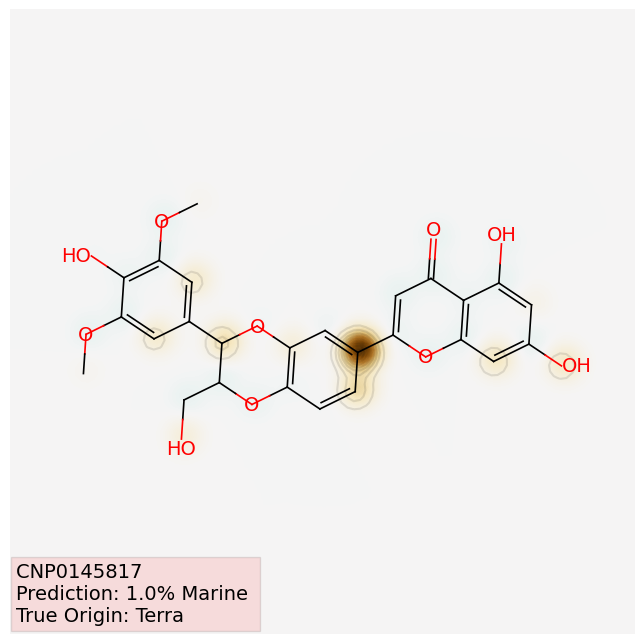 O
OH
O
HO
O
O
O
OH
O
HO
CNP0145817
Prediction: 1.0% Marine
True Origin: Terra